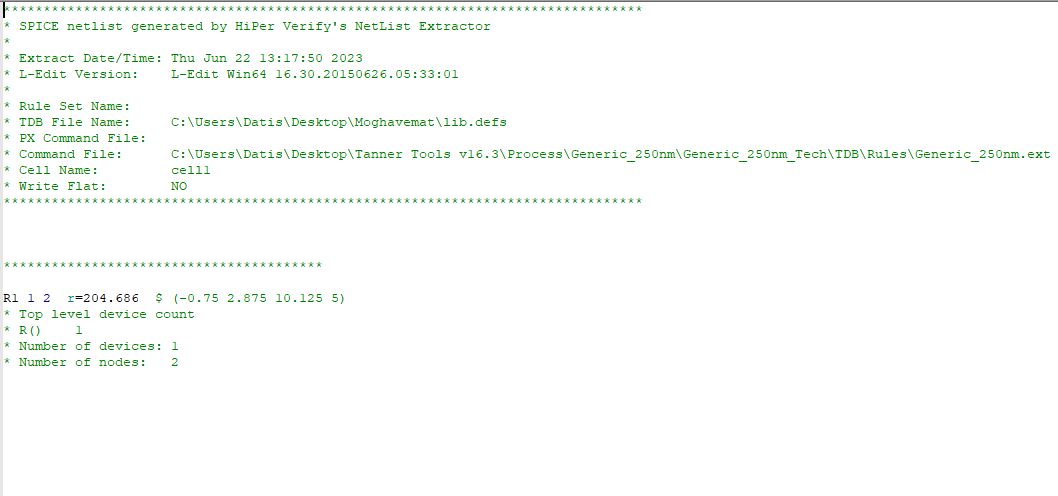 ********************************************************************************
* SPICE netlist generated by HiPer Verify's NetList Extractor
*
* Extract Date/Time: Thu Jun 22 13:17:50 2023
* L-Edit Version:    L-Edit Win64 16.30.20150626.05:33:01
*
* Rule Set Name:
* TDB File Name:     C:\Users\Datis\Desktop\Moghavemat\lib.defs
* PX Command File:
* Command File:      C:\Users\Datis\Desktop\Tanner Tools v16.3\Process\Generic_250nm\Generic_250nm_Tech\TDB\Rules\Generic_250nm.ext
* Cell Name:         cell1
* Write Flat:        NO
********************************************************************************
****************************************
R1 1 2  r=204.686  $ (-0.75 2.875 10.125 5)
* Top level device count
* R()    1
* Number of devices: 1
* Number of nodes:   2